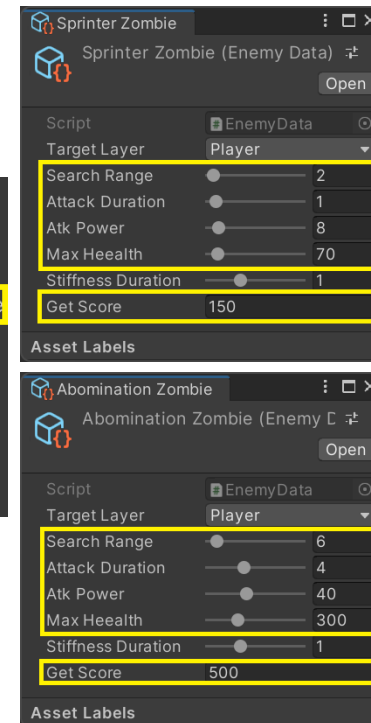 Sprinter Zombie
Sprinter Zombie (Enemy Data)
Open
Script EnemyData
Target Layer Player
Search Range 2
Attack Duration 1
Atk Power 8
Max Heealth 70
Stiffness Duration 1
Get Score 150
Asset Labels
Abomination Zombie
Abomination Zombie (Enemy D
Open
Script EnemyData
Target Layer Player
Search Range 6
Attack Duration 4
Atk Power 40
Max Heealth 300
Stiffness Duration 1
Get Score 500
Asset Labels